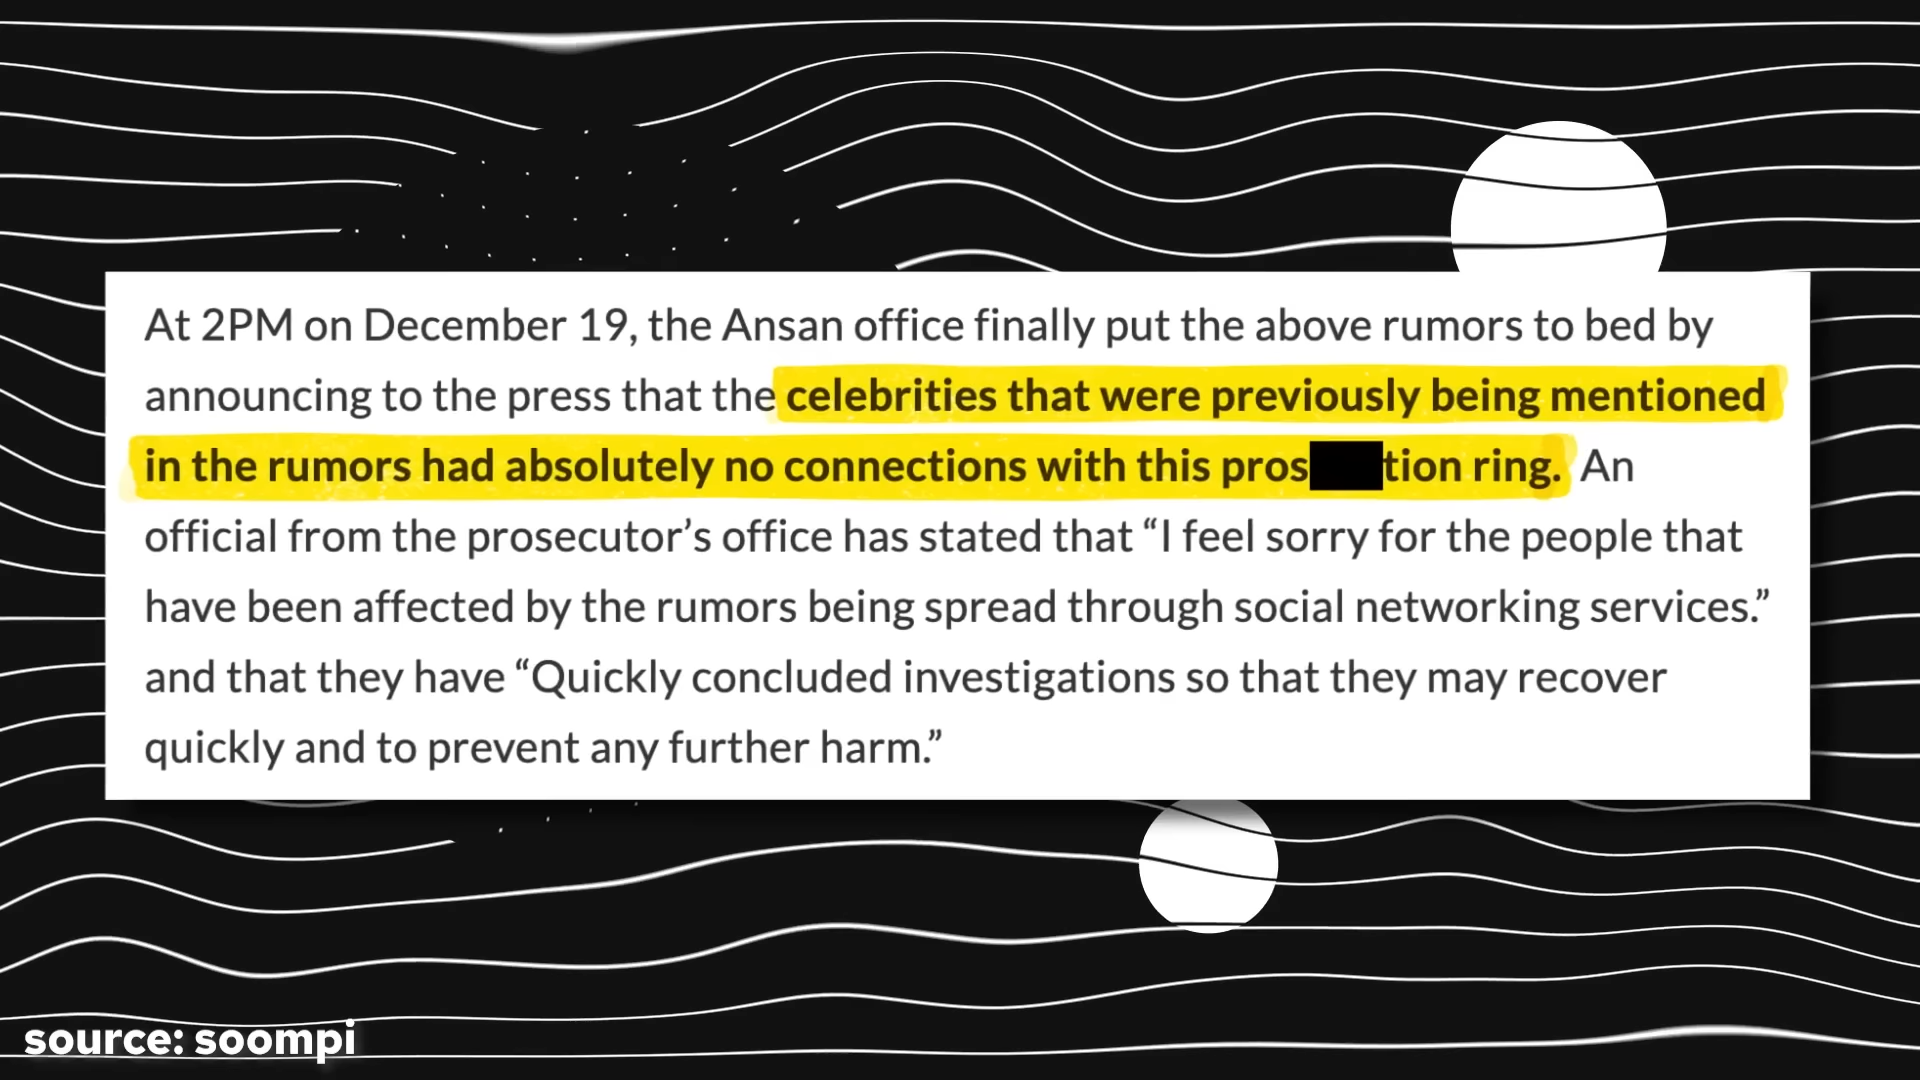 At 2PM on December 19, the Ansan office finally put the above rumors to bed by
announcing to the press that the celebrities that were previously being mentioned
in the rumors had absolutely no connections with this pros tion ring. An
official from the prosecutor’s office has stated that “I feel sorry for the people that
have been affected by the rumors being spread through social networking services.”
and that they have “Quickly concluded investigations so that they may recover
quickly and to prevent any further harm.”
source: soompi